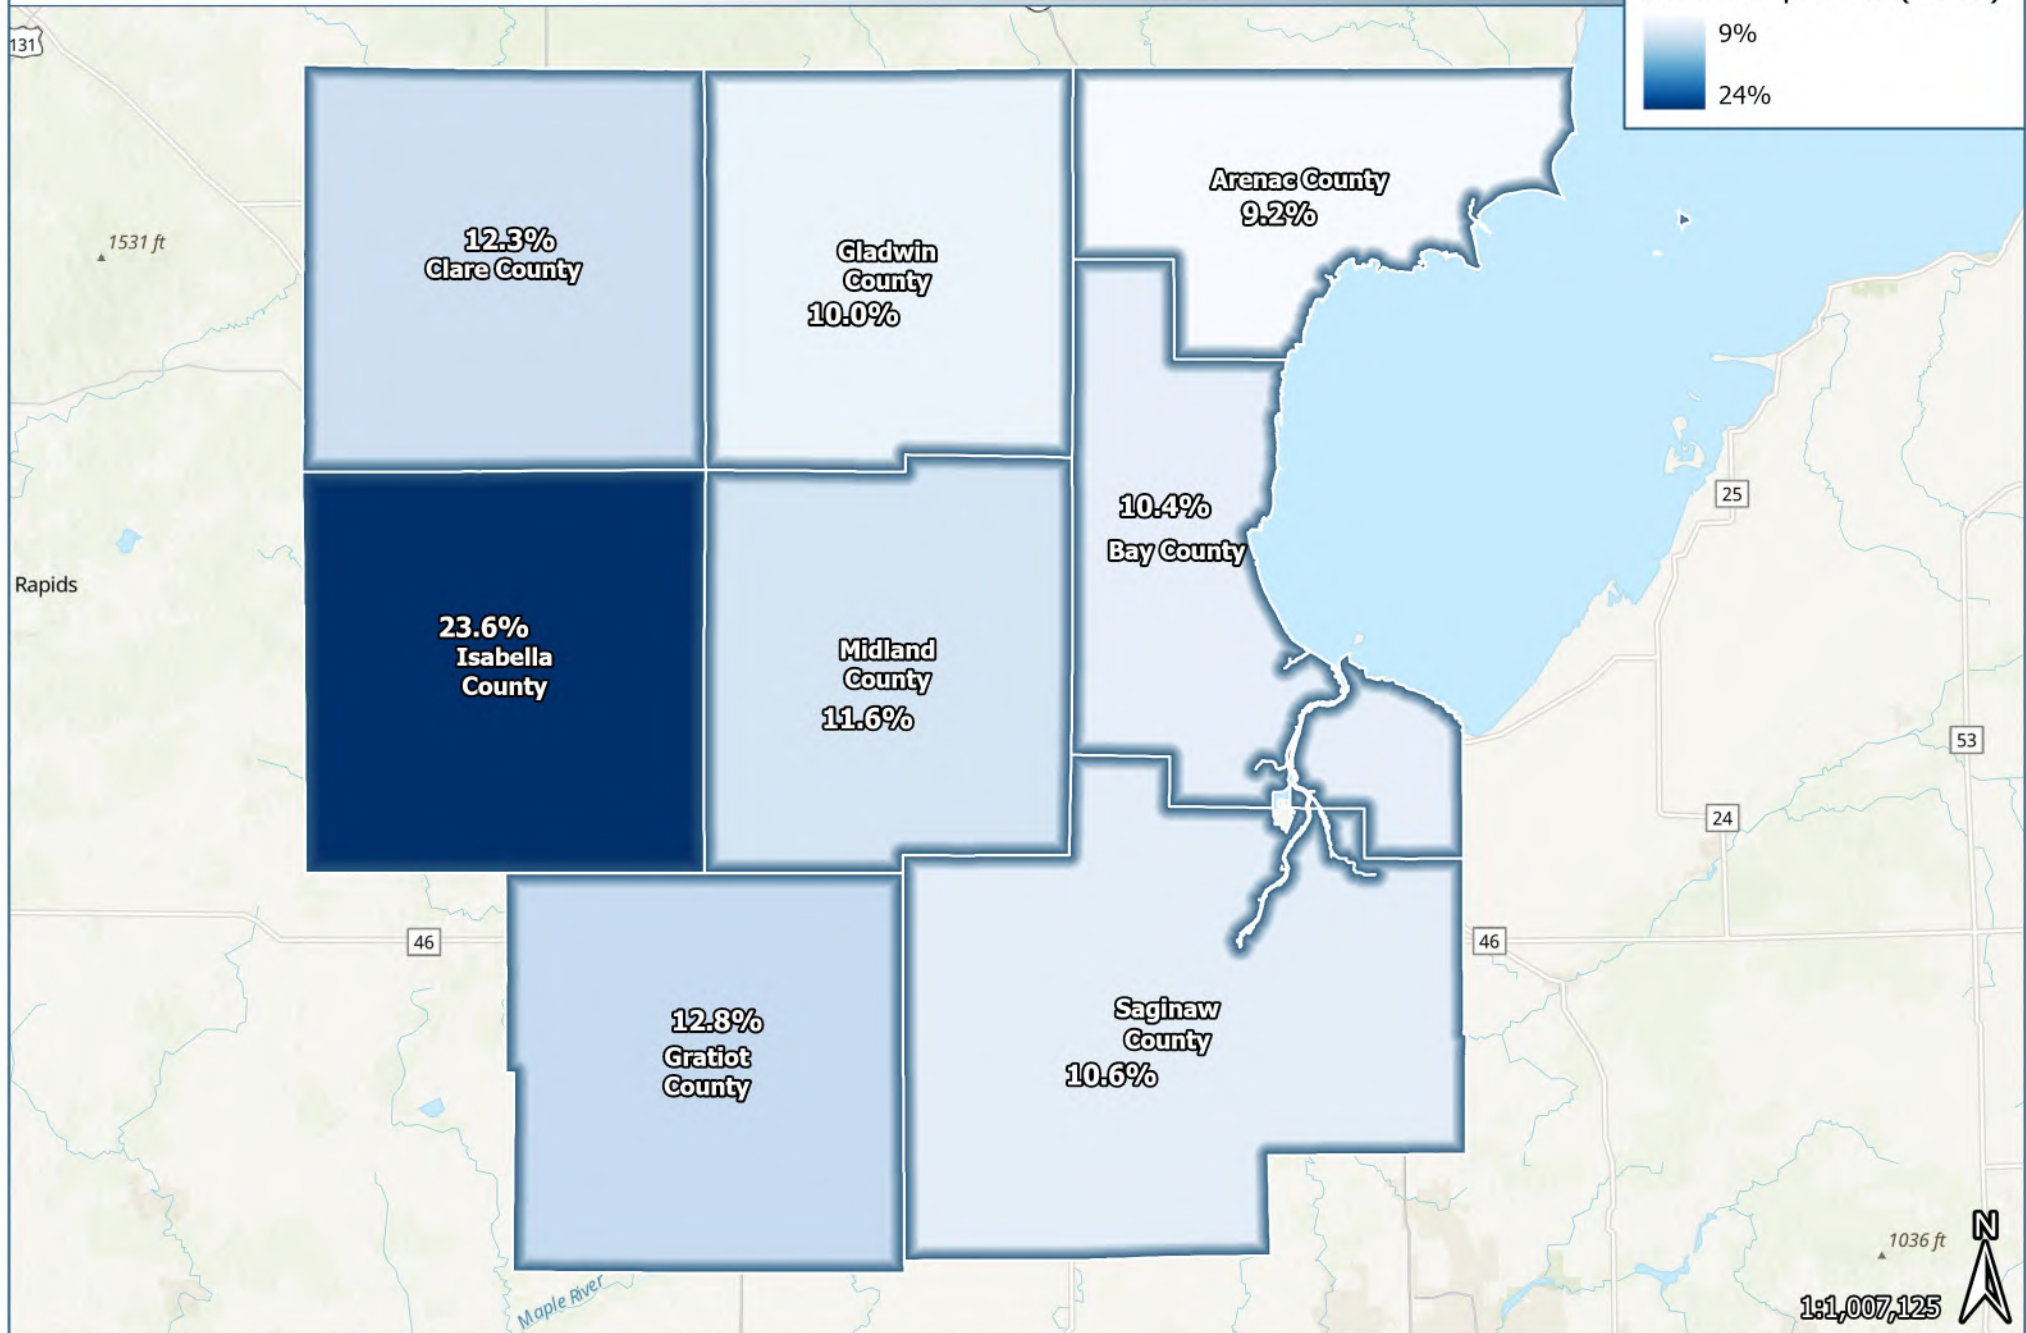 131
9%
24%
Arenac County
9.2%
1531 ft
12.3%
Clare County
Gladwin
County
10.0%
25
10.4%
Bay County
Rapids
23.6%
Isabella
County
Midland
County
11.6%
53
24
46
46
12.8%
Gratiot
County
Saginaw
County
10.6%
Maple River
N
1036 ft
1:1,007,125